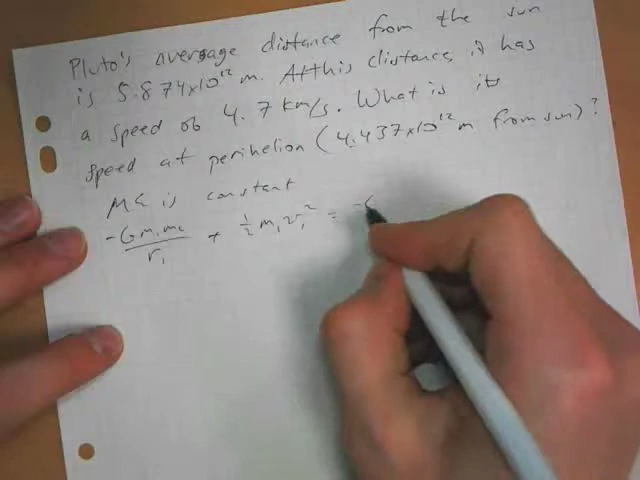 Pluto's average distance from the sun
is 5.874x10¹² m. At this distance, it has
a speed of 4.7 km/s. What is its
speed at perihelion (4.437x10¹² m from sun)?
ME is constant
-Gm₁m₂/r₁ + ½m₁v₁² = -G